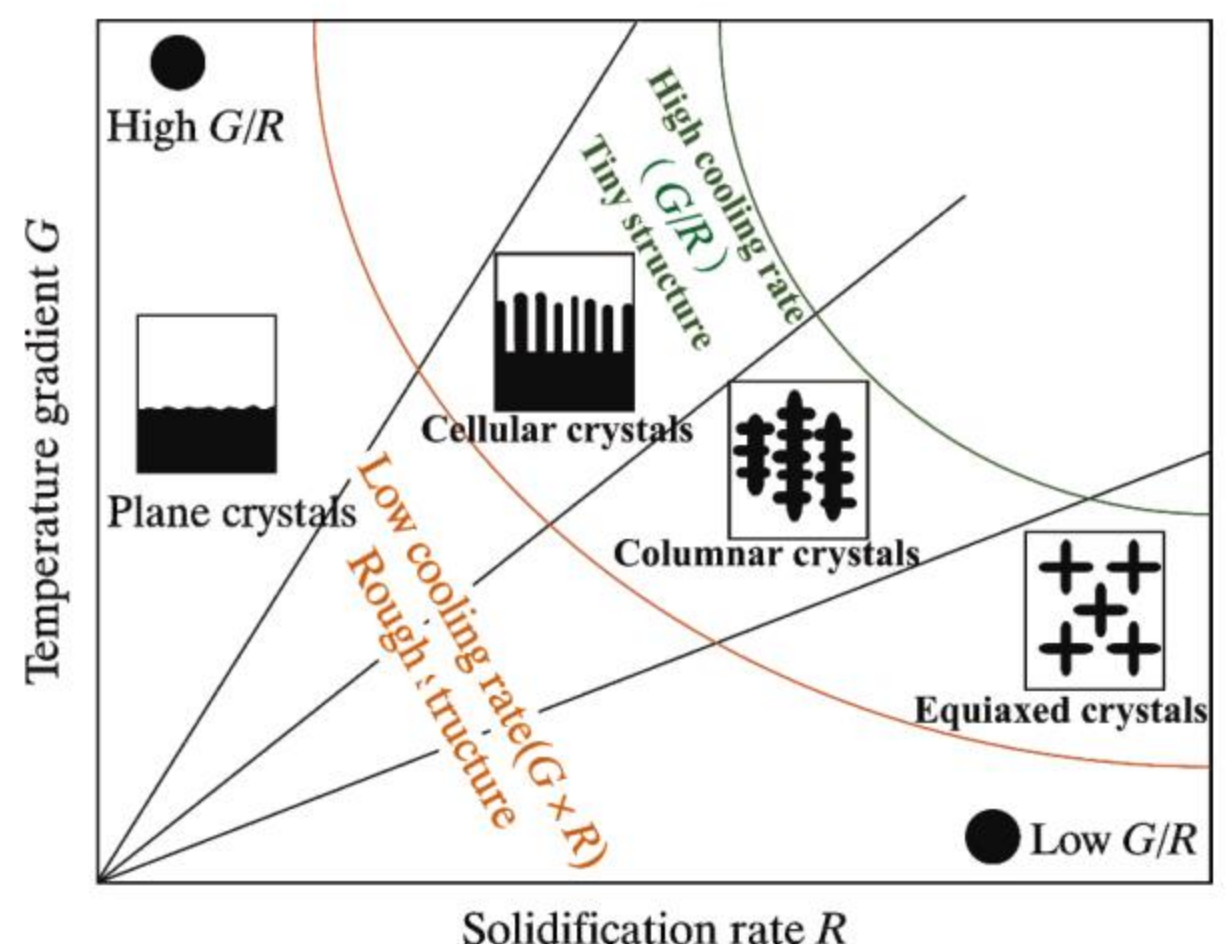 High G/R
High cooling rate
(G/R)
Tiny structure
Temperature gradient G
Cellular crystals
Plane crystals
Low cooling rate(G × R)
Rough structure
Columnar crystals
Equiaxed crystals
Low G/R
Solidification rate R